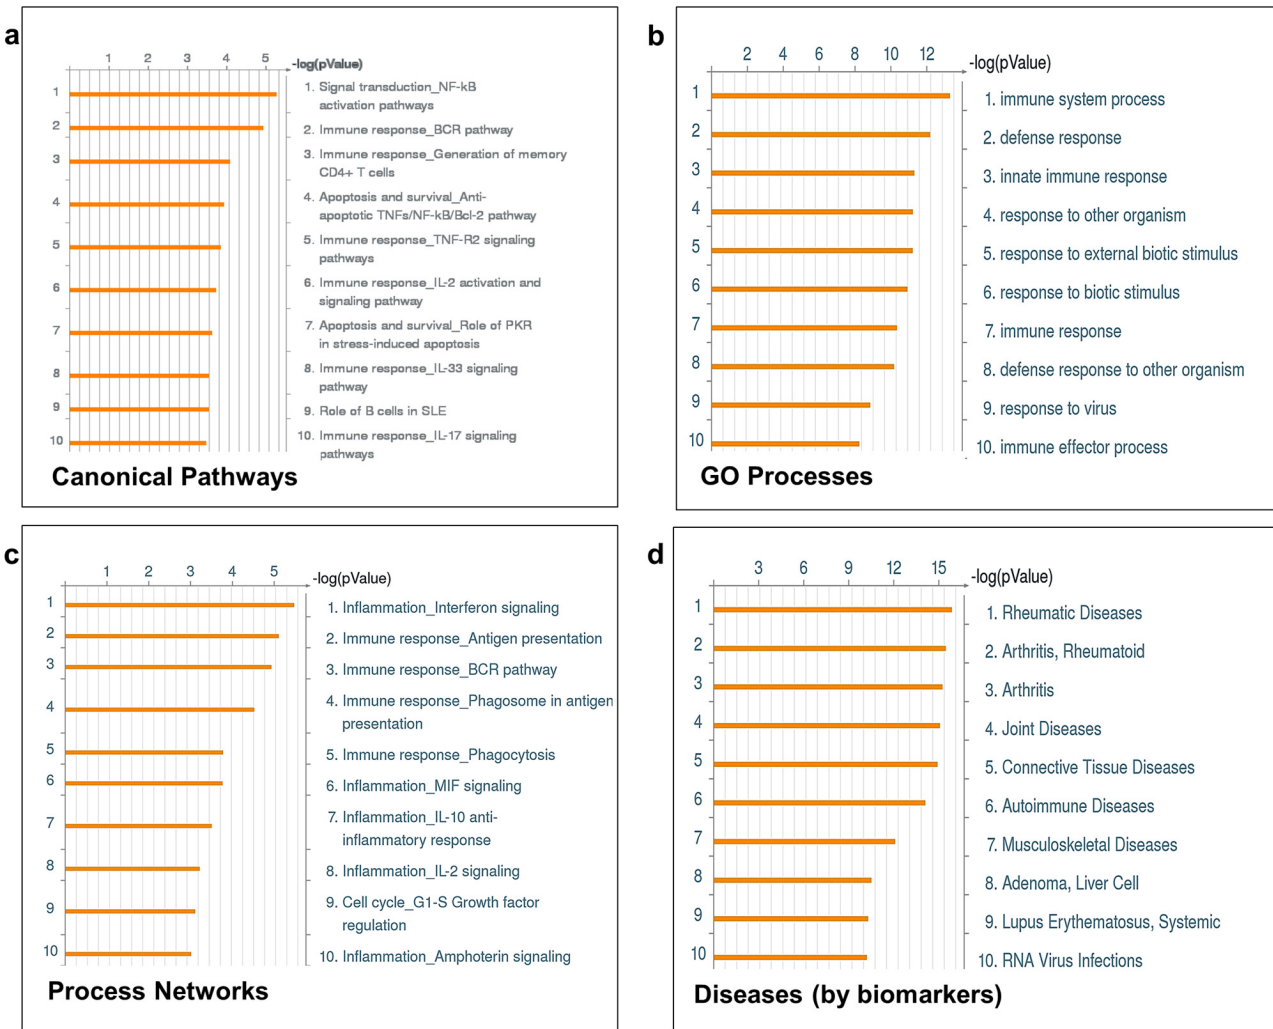 a
1 2 3 4 5
-log(pValue)
1
2
3
4
5
6
7
8
9
10
1. Signal transduction_NF-kB
activation pathways
2. Immune response_BCR pathway
3. Immune response_Generation of memory
CD4+ T cells
4. Apoptosis and survival_Anti-
apoptotic TNFs/NF-kB/Bcl-2 pathway
5. Immune response_TNF-R2 signaling
pathways
6. Immune response_IL-2 activation and
signaling pathway
7. Apoptosis and survival_Role of PKR
in stress-induced apoptosis
8. Immune response_IL-33 signaling
pathway
9. Role of B cells in SLE
10. Immune response_IL-17 signaling
pathways
Canonical Pathways
b
2 4 6 8 10 12
-log(pValue)
1
2
3
4
5
6
7
8
9
10
1. immune system process
2. defense response
3. innate immune response
4. response to other organism
5. response to external biotic stimulus
6. response to biotic stimulus
7. immune response
8. defense response to other organism
9. response to virus
10. immune effector process
GO Processes
c
1 2 3 4 5
-log(pValue)
1
2
3
4
5
6
7
8
9
10
1. Inflammation_Interferon signaling
2. Immune response_Antigen presentation
3. Immune response_BCR pathway
4. Immune response_Phagosome in antigen
presentation
5. Immune response_Phagocytosis
6. Inflammation_MIF signaling
7. Inflammation_IL-10 anti-
inflammatory response
8. Inflammation_IL-2 signaling
9. Cell cycle_G1-S Growth factor
regulation
10. Inflammation_Amphoterin signaling
Process Networks
d
3 6 9 12 15
-log(pValue)
1
2
3
4
5
6
7
8
9
10
1. Rheumatic Diseases
2. Arthritis, Rheumatoid
3. Arthritis
4. Joint Diseases
5. Connective Tissue Diseases
6. Autoimmune Diseases
7. Musculoskeletal Diseases
8. Adenoma, Liver Cell
9. Lupus Erythematosus, Systemic
10. RNA Virus Infections
Diseases (by biomarkers)